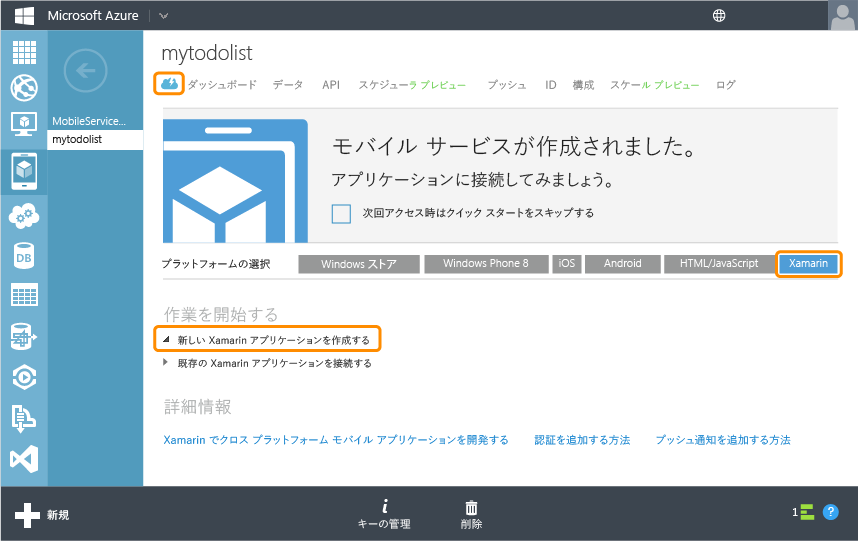 Microsoft Azure
mytodolist
ダッシュボード データ API スケジューラ プレビュー プッシュ ID 構成 スケール プレビュー ログ
MobileService...
mytodolist
モバイル サービスが作成されました。
アプリケーションに接続してみましょう。
次回アクセス時はクイック スタートをスキップする
プラットフォームの選択 Windows ストア Windows Phone 8 iOS Android HTML/JavaScript Xamarin
DB
作業を開始する
新しい Xamarin アプリケーションを作成する
既存の Xamarin アプリケーションを接続する
詳細情報
Xamarin でクロス プラットフォーム モバイル アプリケーションを開発する 認証を追加する方法 プッシュ通知を追加する方法
新規 キーの管理 削除 1 ?